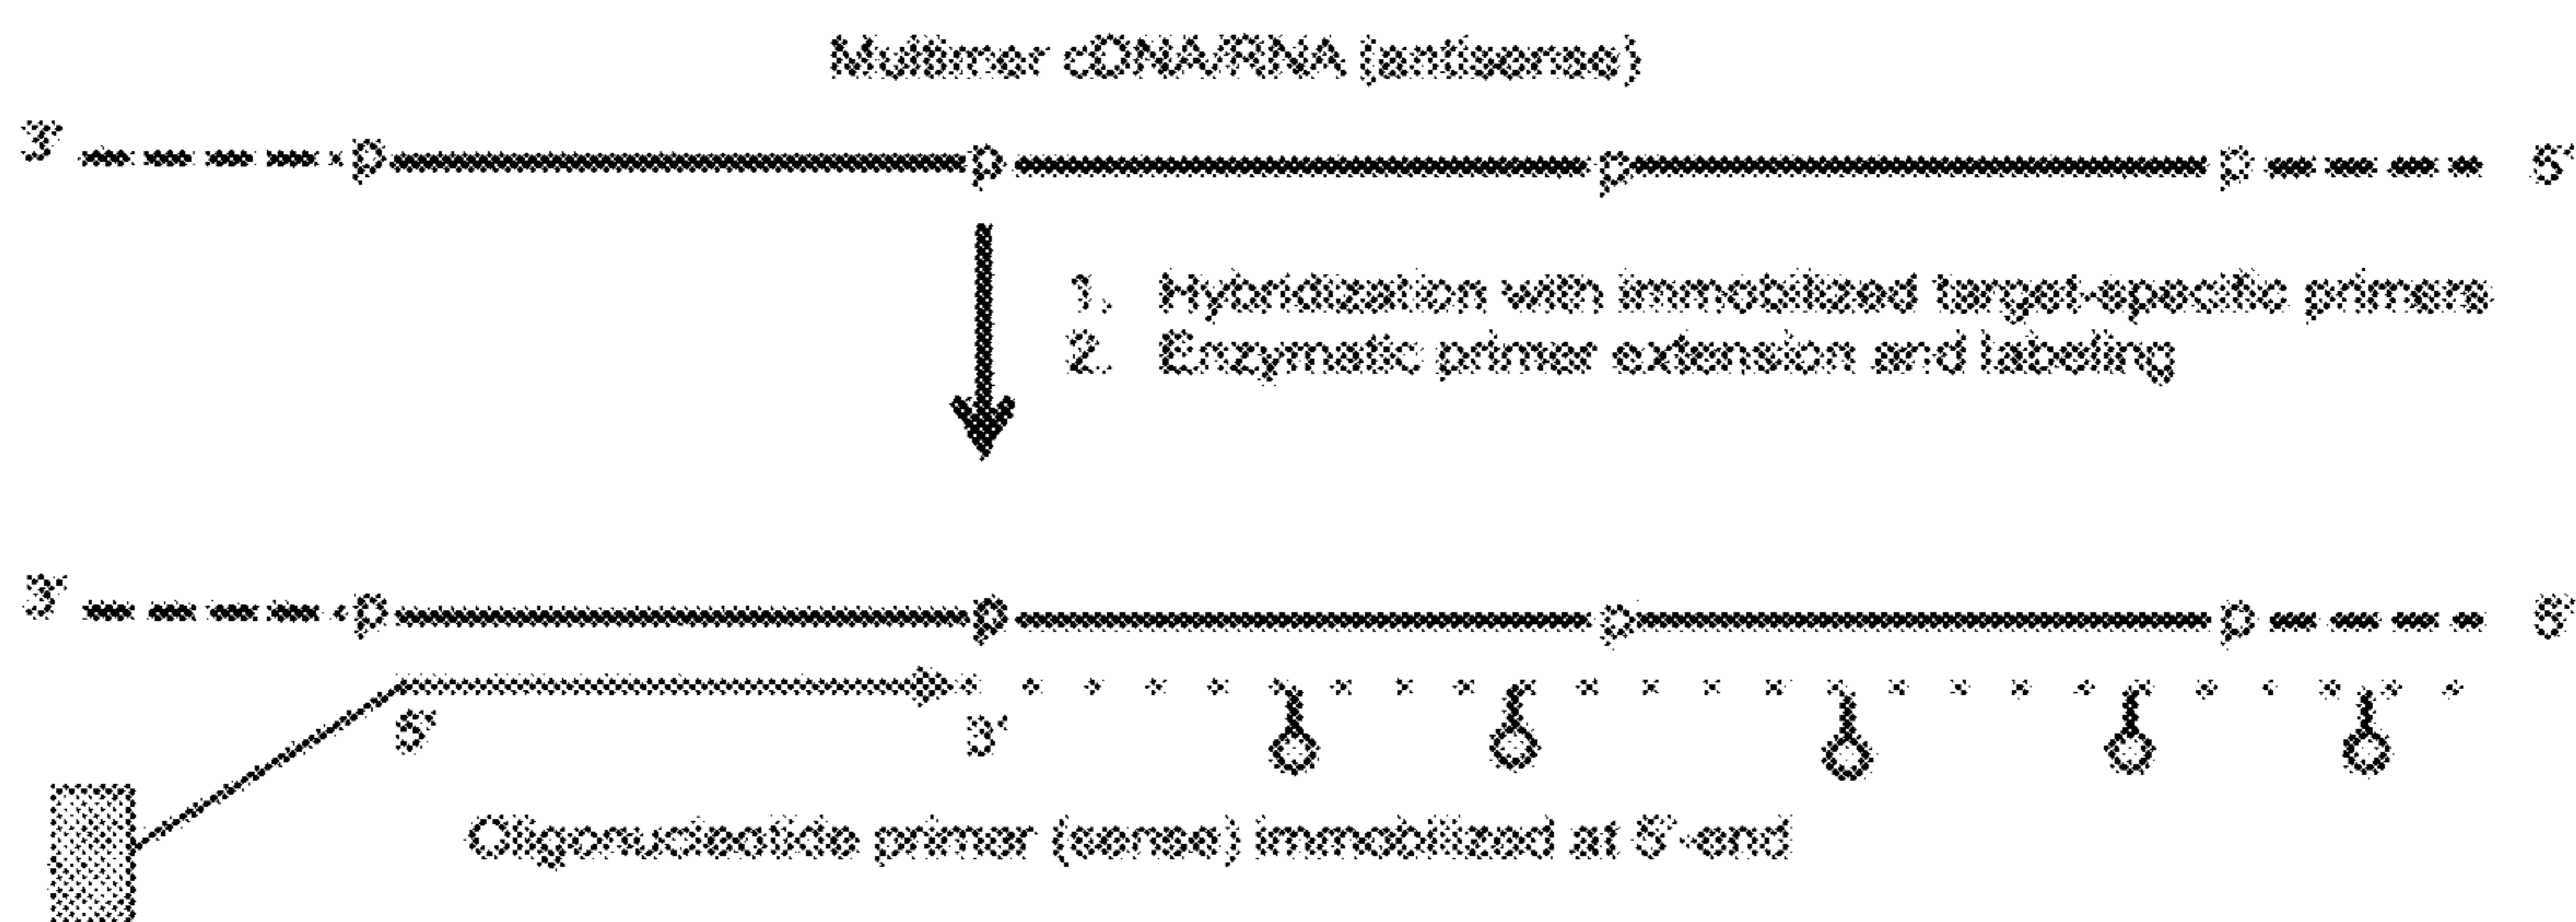 Multimer cDNA/RNA (antisense)
3' p p p p 5'
1. Hybridization with immobilized target-specific primers
2. Enzymatic primer extension and labeling
3' p p p p 5'
5' 3'
Oligonucleotide primer (sense) immobilized at 5'-end